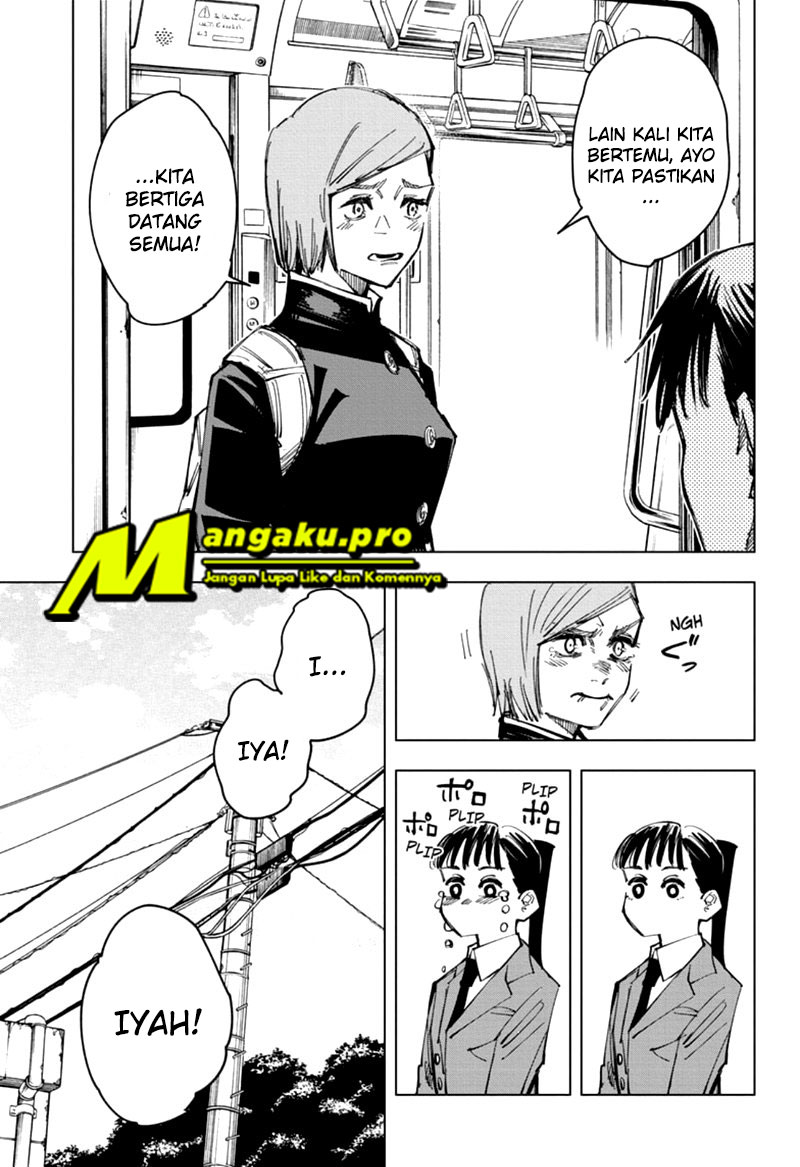 LAIN KALI KITA
BERTEMU, AYO
KITA PASTIKAN
...
...KITA
BERTIGA
DATANG
SEMUA!
Mangaku.pro
Jangan Lupa Like dan Komennya
NGH
ぐっ
I...
IYA!
IYAH!
PLIP
ポロ
PLIP
ポロ
ポロ
PLIP